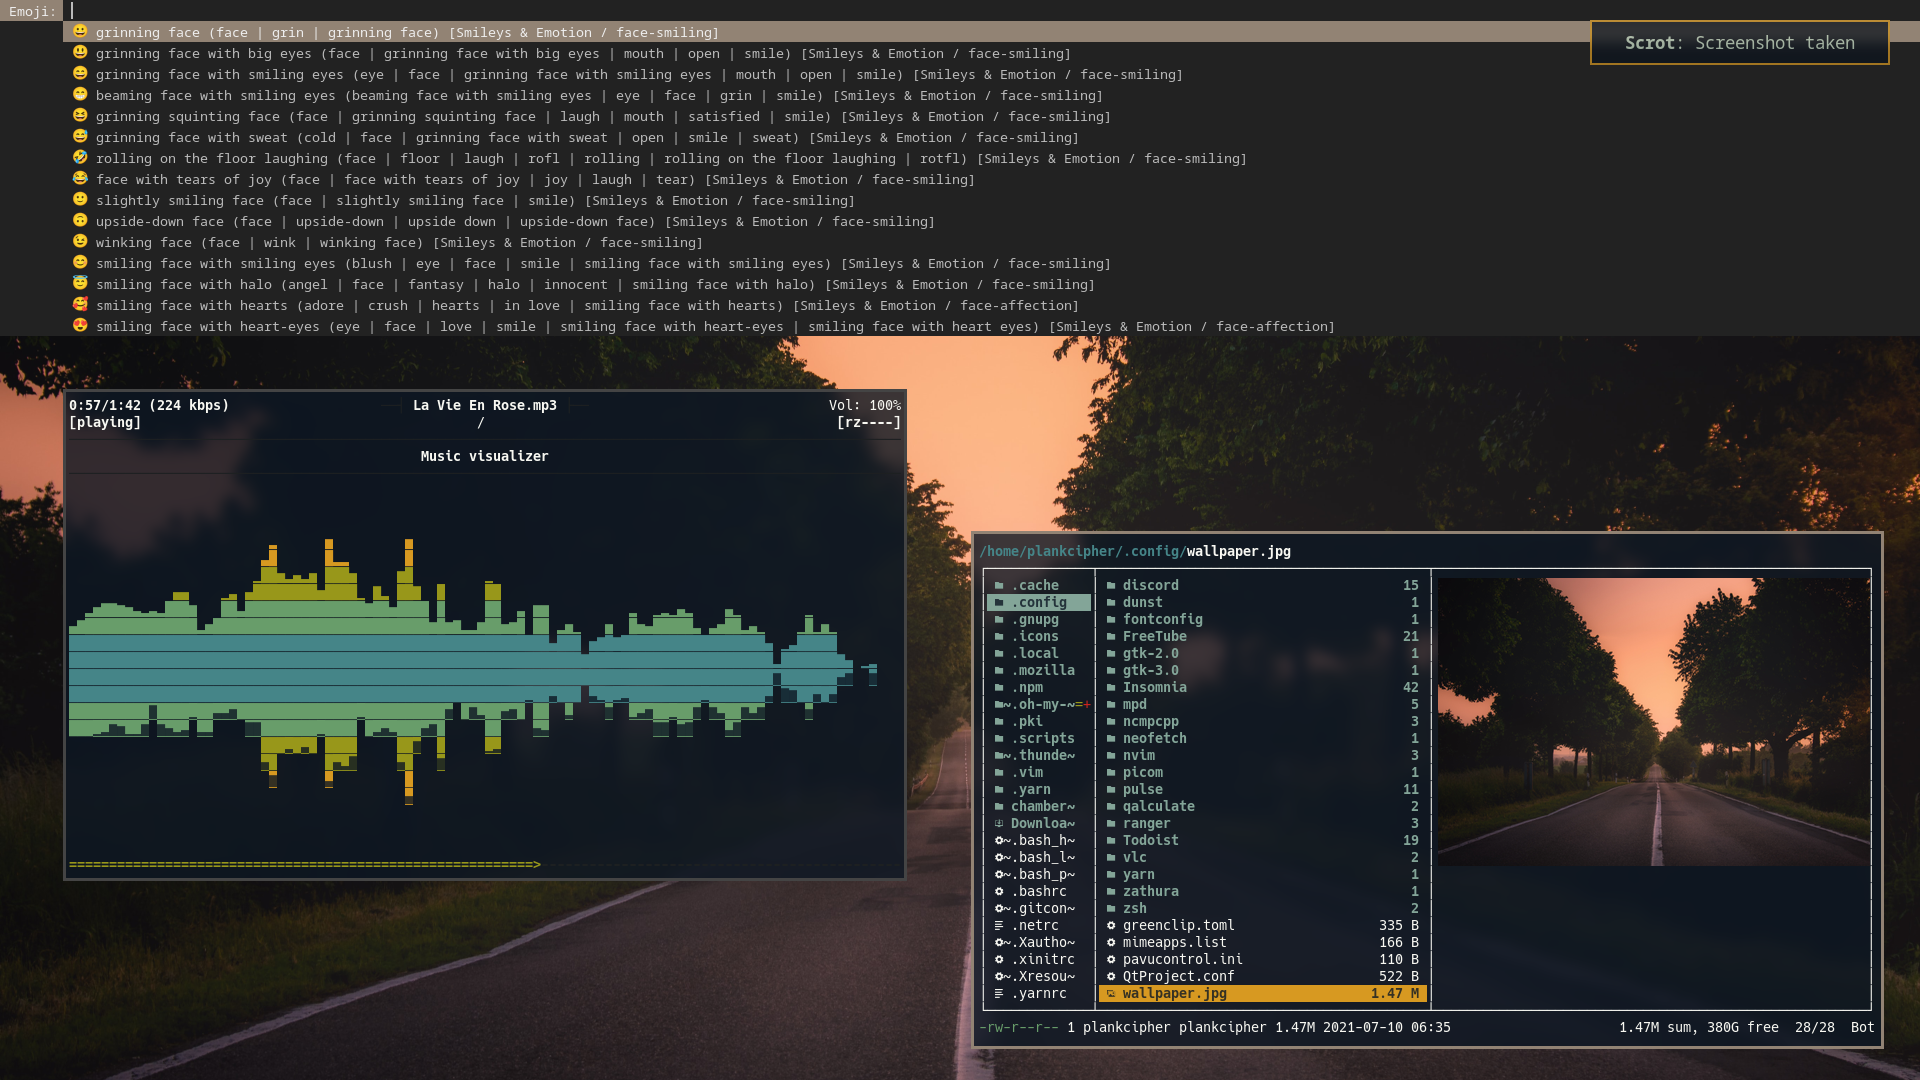 Emoji:
😀 grinning face (face | grin | grinning face) [Smileys & Emotion / face-smiling]
😃 grinning face with big eyes (face | grinning face with big eyes | mouth | open | smile) [Smileys & Emotion / face-smiling]
😄 grinning face with smiling eyes (eye | face | grinning face with smiling eyes | mouth | open | smile) [Smileys & Emotion / face-smiling]
😁 beaming face with smiling eyes (beaming face with smiling eyes | eye | face | grin | smile) [Smileys & Emotion / face-smiling]
😆 grinning squinting face (face | grinning squinting face | laugh | mouth | satisfied | smile) [Smileys & Emotion / face-smiling]
😅 grinning face with sweat (cold | face | grinning face with sweat | open | smile | sweat) [Smileys & Emotion / face-smiling]
🤣 rolling on the floor laughing (face | floor | laugh | rofl | rolling | rolling on the floor laughing | rotfl) [Smileys & Emotion / face-smiling]
😂 face with tears of joy (face | face with tears of joy | joy | laugh | tear) [Smileys & Emotion / face-smiling]
🙂 slightly smiling face (face | slightly smiling face | smile) [Smileys & Emotion / face-smiling]
🙃 upside-down face (face | upside-down | upside down | upside-down face) [Smileys & Emotion / face-smiling]
😉 winking face (face | wink | winking face) [Smileys & Emotion / face-smiling]
😊 smiling face with smiling eyes (blush | eye | face | smile | smiling face with smiling eyes) [Smileys & Emotion / face-smiling]
😇 smiling face with halo (angel | face | fantasy | halo | innocent | smiling face with halo) [Smileys & Emotion / face-smiling]
🥰 smiling face with hearts (adore | crush | hearts | in love | smiling face with hearts) [Smileys & Emotion / face-affection]
😍 smiling face with heart-eyes (eye | face | love | smile | smiling face with heart-eyes | smiling face with heart eyes) [Smileys & Emotion / face-affection]
Scrot: Screenshot taken
0:57/1:42 (224 kbps) La Vie En Rose.mp3 Vol: 100%
[playing] / [rz----]
Music visualizer
/home/plankcipher/.config/wallpaper.jpg
.cache discord 15
.config dunst 1
.gnupg fontconfig 1
.icons FreeTube 21
.local gtk-2.0 1
.mozilla gtk-3.0 1
.npm Insomnia 42
~.oh-my-~=+ mpd 5
.pki ncmpcpp 3
.scripts neofetch 1
~.thunde~ nvim 3
.vim picom 1
.yarn pulse 11
chamber~ qalculate 2
Downloa~ ranger 3
~.bash_h~ Todoist 19
~.bash_l~ vlc 2
~.bash_p~ yarn 1
.bashrc zathura 1
~.gitcon~ zsh 2
.netrc greenclip.toml 335 B
~.Xautho~ mimeapps.list 166 B
.xinitrc pavucontrol.ini 110 B
~.Xresou~ QtProject.conf 522 B
.yarnrc wallpaper.jpg 1.47 M
-rw-r--r-- 1 plankcipher plankcipher 1.47M 2021-07-10 06:35 1.47M sum, 380G free 28/28 Bot